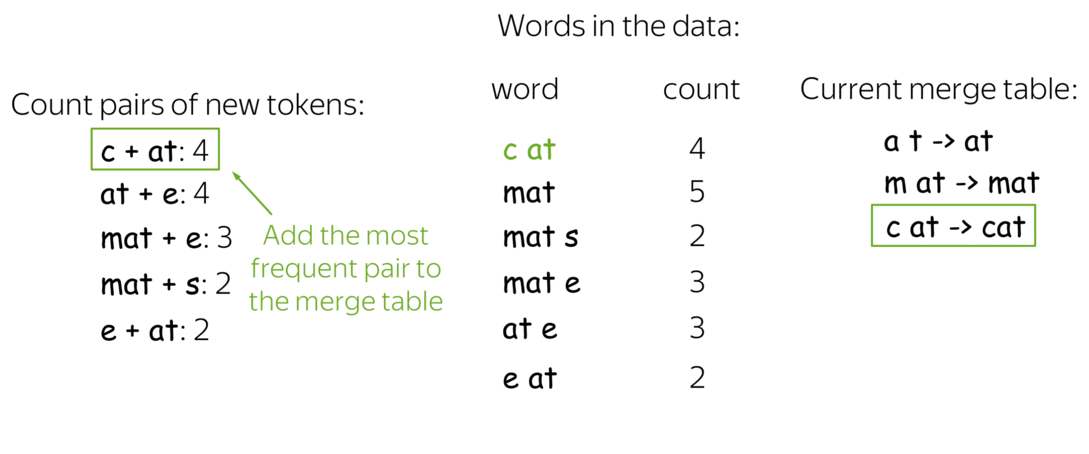 Words in the data:
Count pairs of new tokens:
c + at: 4
at + e: 4
mat + e: 3
mat + s: 2
e + at: 2
Add the most
frequent pair to
the merge table
word count
c at 4
mat 5
mat s 2
mat e 3
at e 3
e at 2
Current merge table:
a t -> at
m at -> mat
c at -> cat